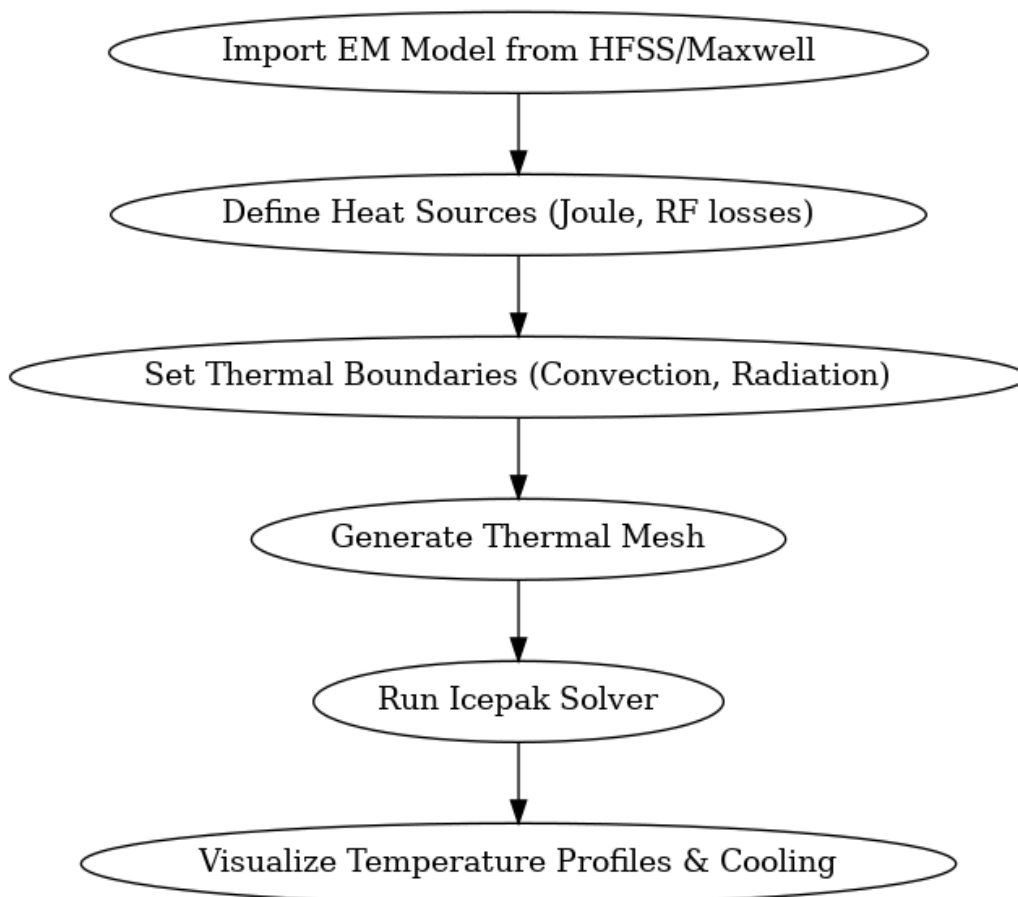 Import EM Model from HFSS/Maxwell
Define Heat Sources (Joule, RF losses)
Set Thermal Boundaries (Convection, Radiation)
Generate Thermal Mesh
Run Icepak Solver
Visualize Temperature Profiles & Cooling